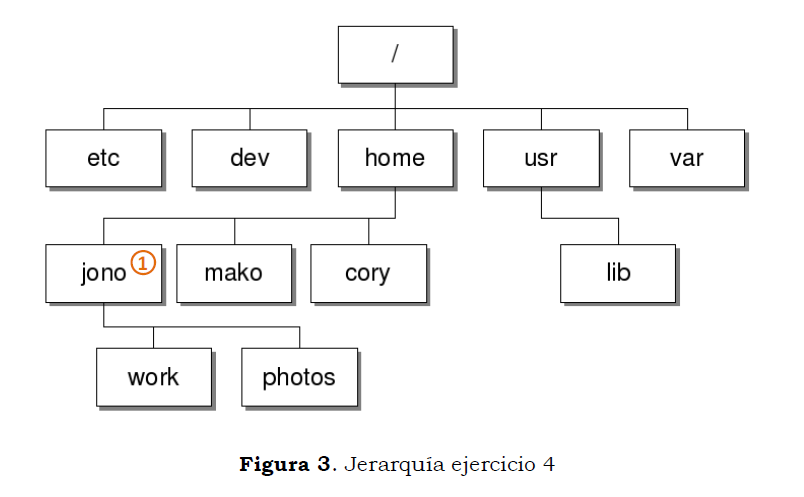 /
etc dev home usr var
jono 1 mako cory lib
work photos
Figura 3. Jerarquía ejercicio 4